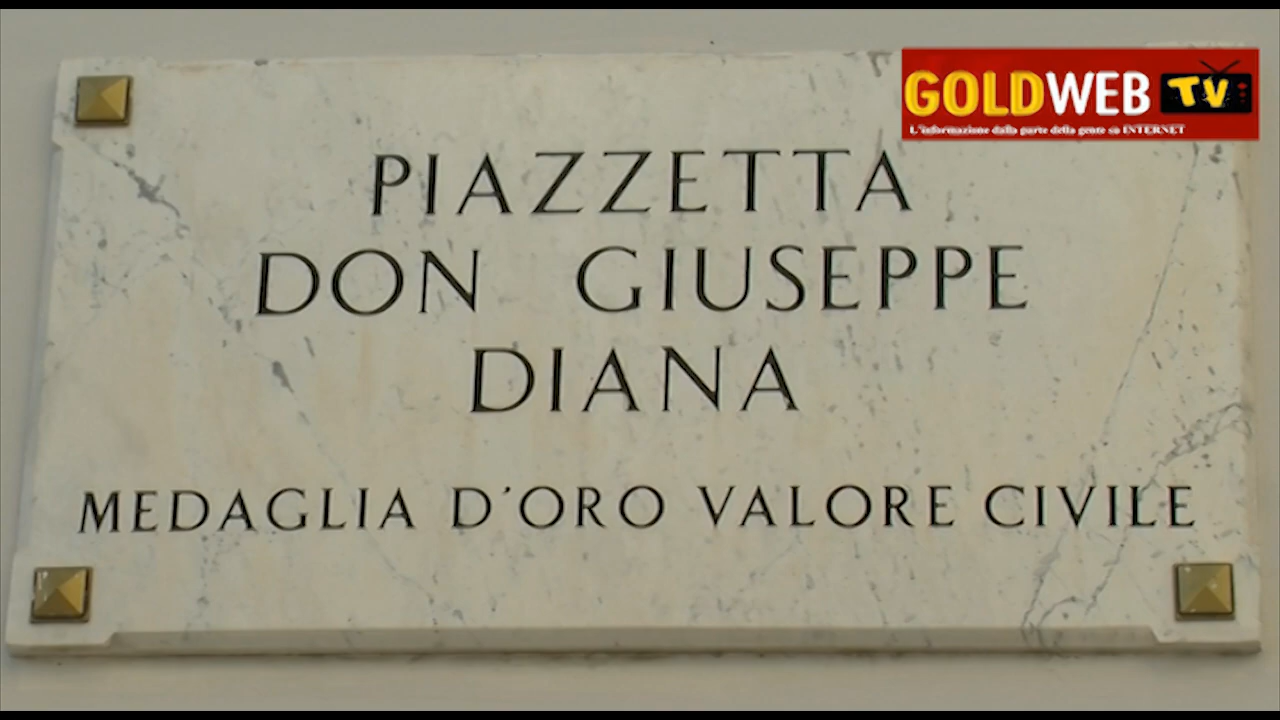 GOLDWEB TV
L'informazione dalla parte della gente su INTERNET
PIAZZETTA
DON GIUSEPPE
DIANA
MEDAGLIA D'ORO VALORE CIVILE